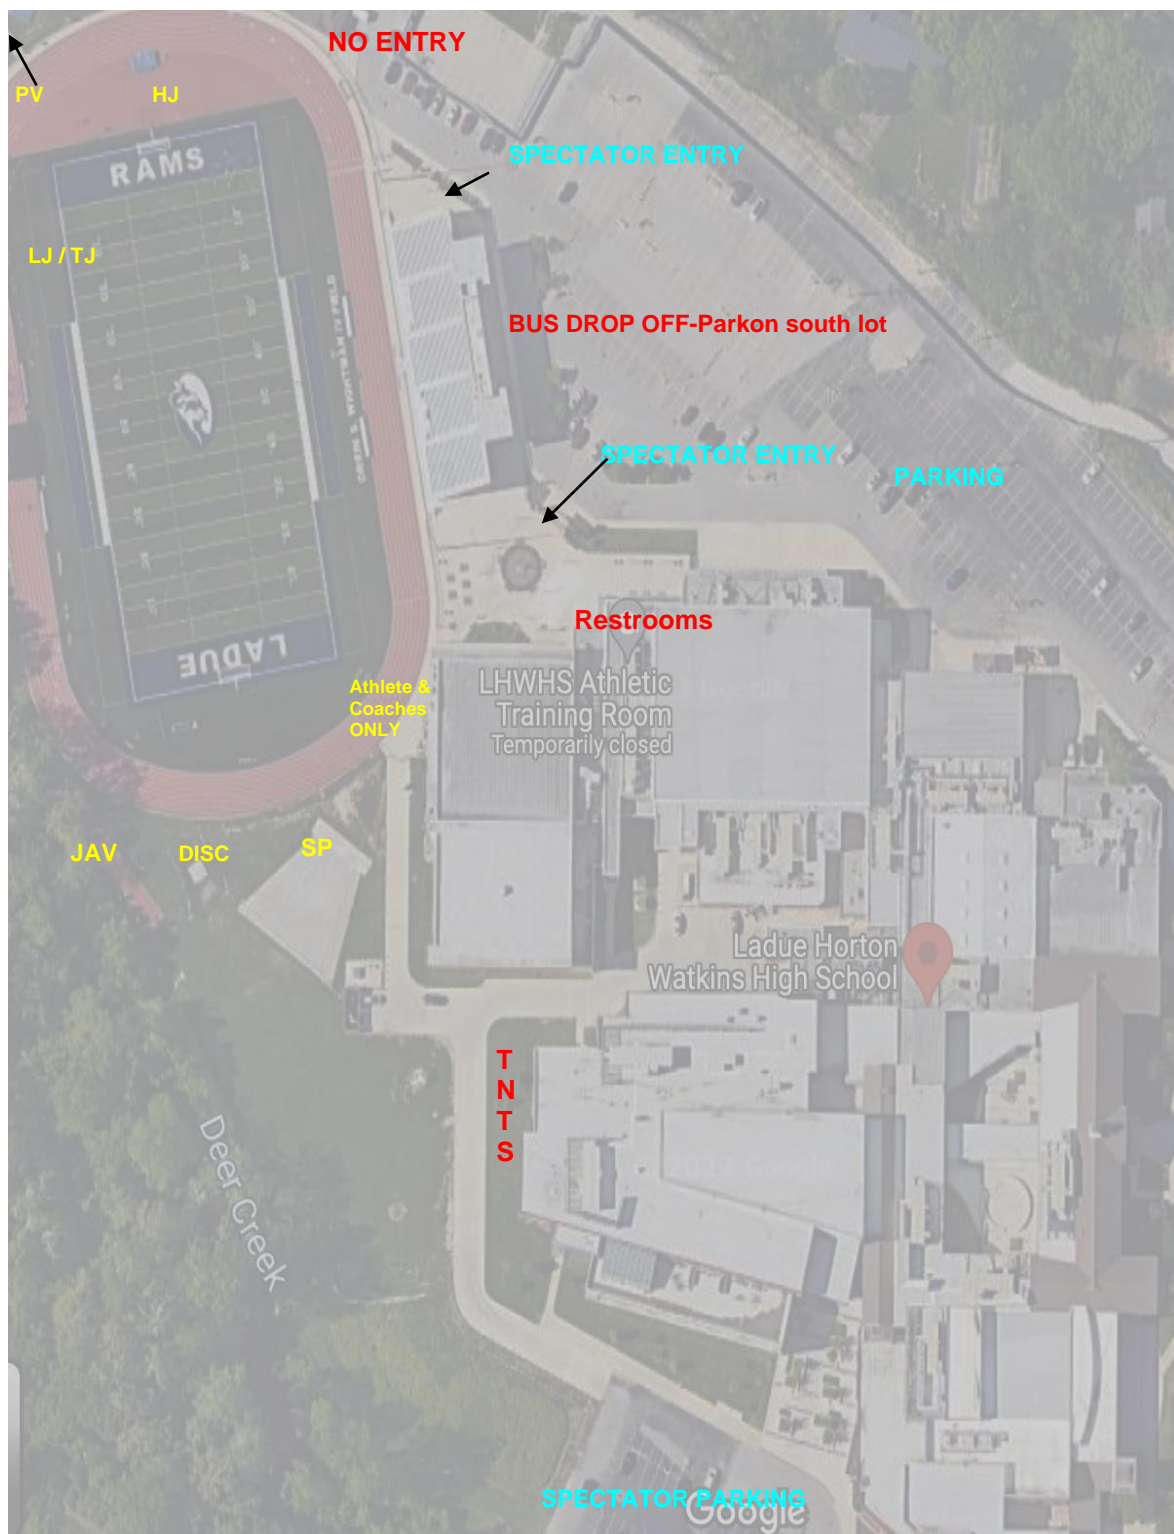 NO ENTRY
PV
HJ
SPECTATOR ENTRY
RAMS
LJ / TJ
BUS DROP OFF-Parkon south lot
SPECTATOR ENTRY
PARKING
Restrooms
LADUE
Athlete &
Coaches
ONLY
LHWHS Athletic
Training Room
Temporarily closed
JAV
DISC
SP
Ladue Horton
Watkins High School
T
N
T
S
Deer Creek
SPECTATOR PARKING
Google